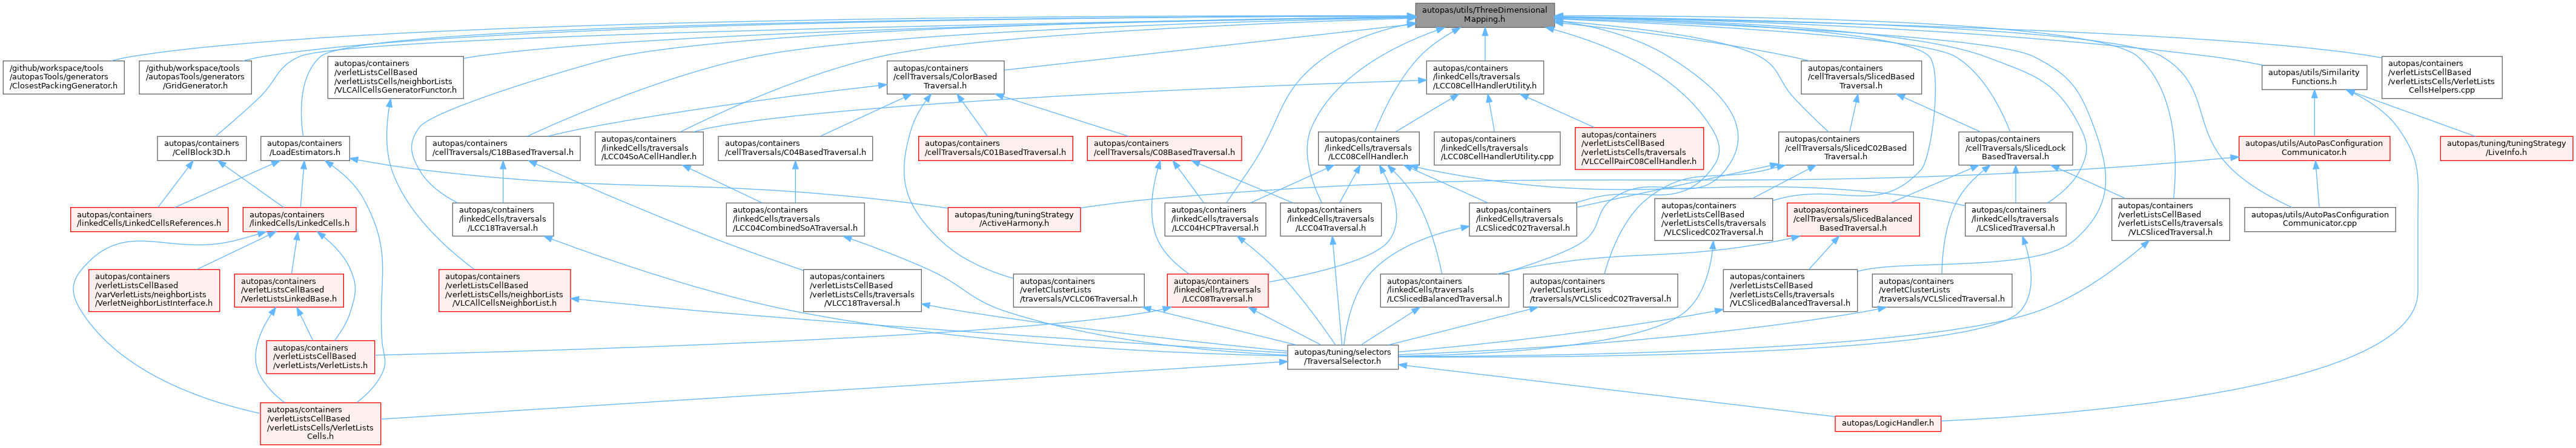 autopas/utils/ThreeDimensional
Mapping.h
/github/workspace/tools
/autopasTools/generators
/ClosestPackingGenerator.h
/github/workspace/tools
/autopasTools/generators
/GridGenerator.h
autopas/containers
/verletListsCellBased
/verletListsCells/neighborLists
/VLCAllCellsGeneratorFunctor.h
autopas/containers
/cellTraversals/ColorBased
Traversal.h
autopas/containers
/linkedCells/traversals
/LCC08CellHandlerUtility.h
autopas/containers
/cellTraversals/SlicedBased
Traversal.h
autopas/utils/Similarity
Functions.h
autopas/containers
/verletListsCellBased
/verletListsCells/VerletLists
CellsHelpers.cpp
autopas/containers
/CellBlock3D.h
autopas/containers
/LoadEstimators.h
autopas/containers
/cellTraversals/C18BasedTraversal.h
autopas/containers
/linkedCells/traversals
/LCC04SoACellHandler.h
autopas/containers
/cellTraversals/C04BasedTraversal.h
autopas/containers
/cellTraversals/C01BasedTraversal.h
autopas/containers
/cellTraversals/C08BasedTraversal.h
autopas/containers
/linkedCells/traversals
/LCC08CellHandler.h
autopas/containers
/linkedCells/traversals
/LCC08CellHandlerUtility.cpp
autopas/containers
/verletListsCellBased
/verletListsCells/traversals
/VLCCellPairC08CellHandler.h
autopas/containers
/cellTraversals/SlicedC02Based
Traversal.h
autopas/containers
/cellTraversals/SlicedLock
BasedTraversal.h
autopas/utils/AutoPasConfiguration
Communicator.h
autopas/tuning/tuningStrategy
/LiveInfo.h
autopas/containers
/linkedCells/LinkedCellsReferences.h
autopas/containers
/linkedCells/LinkedCells.h
autopas/containers
/linkedCells/traversals
/LCC18Traversal.h
autopas/containers
/linkedCells/traversals
/LCC04CombinedSoATraversal.h
autopas/tuning/tuningStrategy
/ActiveHarmony.h
autopas/containers
/linkedCells/traversals
/LCC04HCPTraversal.h
autopas/containers
/linkedCells/traversals
/LCC04Traversal.h
autopas/containers
/linkedCells/traversals
/LCSlicedC02Traversal.h
autopas/containers
/verletListsCellBased
/verletListsCells/traversals
/VLCSlicedC02Traversal.h
autopas/containers
/cellTraversals/SlicedBalanced
BasedTraversal.h
autopas/containers
/linkedCells/traversals
/LCSlicedTraversal.h
autopas/containers
/verletListsCellBased
/verletListsCells/traversals
/VLCSlicedTraversal.h
autopas/utils/AutoPasConfiguration
Communicator.cpp
autopas/containers
/verletListsCellBased
/varVerletLists/neighborLists
/VerletNeighborListInterface.h
autopas/containers
/verletListsCellBased
/VerletListsLinkedBase.h
autopas/containers
/verletListsCellBased
/verletListsCells/neighborLists
/VLCAllCellsNeighborList.h
autopas/containers
/verletListsCellBased
/verletListsCells/traversals
/VLCC18Traversal.h
autopas/containers
/verletClusterLists
/traversals/VCLC06Traversal.h
autopas/containers
/linkedCells/traversals
/LCC08Traversal.h
autopas/containers
/linkedCells/traversals
/LCSlicedBalancedTraversal.h
autopas/containers
/verletClusterLists
/traversals/VCLSlicedC02Traversal.h
autopas/containers
/verletListsCellBased
/verletListsCells/traversals
/VLCSlicedBalancedTraversal.h
autopas/containers
/verletClusterLists
/traversals/VCLSlicedTraversal.h
autopas/containers
/verletListsCellBased
/verletLists/VerletLists.h
autopas/tuning/selectors
/TraversalSelector.h
autopas/containers
/verletListsCellBased
/verletListsCells/VerletLists
Cells.h
autopas/LogicHandler.h